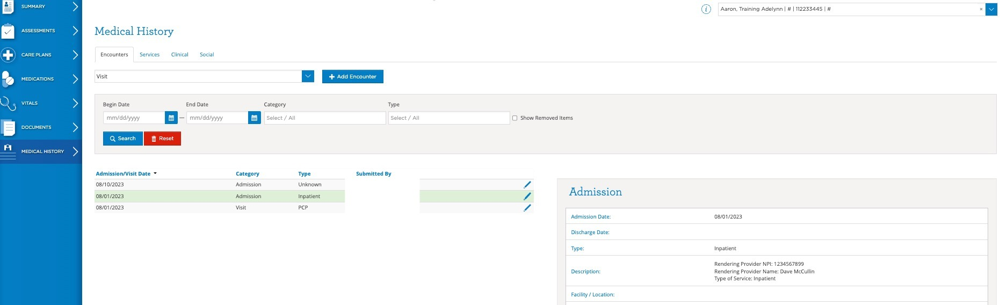 SUMMARY
ASSESSMENTS
CARE PLANS
MEDICATIONS
VITALS
DOCUMENTS
MEDICAL HISTORY
Aaron, Training Adelynn | # | 112233445 | #
Medical History
Encounters Services Clinical Social
Visit
Add Encounter
Begin Date End Date Category Type
mm/dd/yyyy — mm/dd/yyyy Select / All Select / All Show Removed Items
Search Reset
Admission/Visit Date Category Type Submitted By
08/10/2023 Admission Unknown
08/01/2023 Admission Inpatient
08/01/2023 Visit PCP
Admission
Admission Date: 08/01/2023
Discharge Date:
Type: Inpatient
Description: Rendering Provider NPI: 1234567899
Rendering Provider Name: Dave McCullin
Type of Service: Inpatient
Facility / Location: